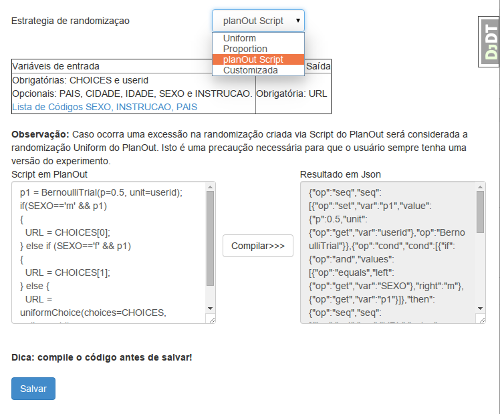 Estrategia de randomizaçao
planOut Script
Uniform
Proportion
planOut Script
Customizada
DjDT
Variáveis de entrada
Saída
Obrigatórias: CHOICES e userid
Opcionais: PAIS, CIDADE, IDADE, SEXO e INSTRUCAO.
Obrigatória: URL
Lista de Códigos SEXO, INSTRUCAO, PAIS
Observação: Caso ocorra uma excessão na randomização criada via Script do PlanOut será considerada a
randomização Uniform do PlanOut. Isto é uma precaução necessária para que o usuário sempre tenha uma
versão do experimento.
Script em PlanOut
p1 = BernoulliTrial(p=0.5, unit=userid);
if(SEXO=='m' && p1)
{
URL = CHOICES[0];
} else if (SEXO=='f' && p1)
{
URL = CHOICES[1];
} else {
URL =
uniformChoice(choices=CHOICES,
Compilar>>>
Resultado em Json
{"op":"seq","seq":
[{"op":"set","var":"p1","value":
{"p":0.5,"unit":
{"op":"get","var":"userid"},"op":"Berno
ulliTrial"}},{"op":"cond","cond":[{"if":
{"op":"and","values":
[{"op":"equals","left":
{"op":"get","var":"SEXO"},"right":"m"},
{"op":"get","var":"p1"}]},"then":
{"op":"seq","seq":
Dica: compile o código antes de salvar!
Salvar